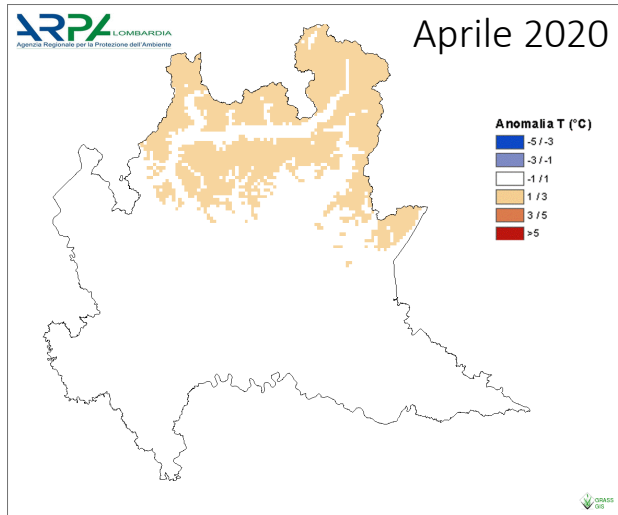 ARPA LOMBARDIA
Agenzia Regionale per la Protezione dell'Ambiente
Aprile 2020
Anomalia T (°C)
-5 / -3
-3 / -1
-1 / 1
1 / 3
3 / 5
>5
GRASS
GIS